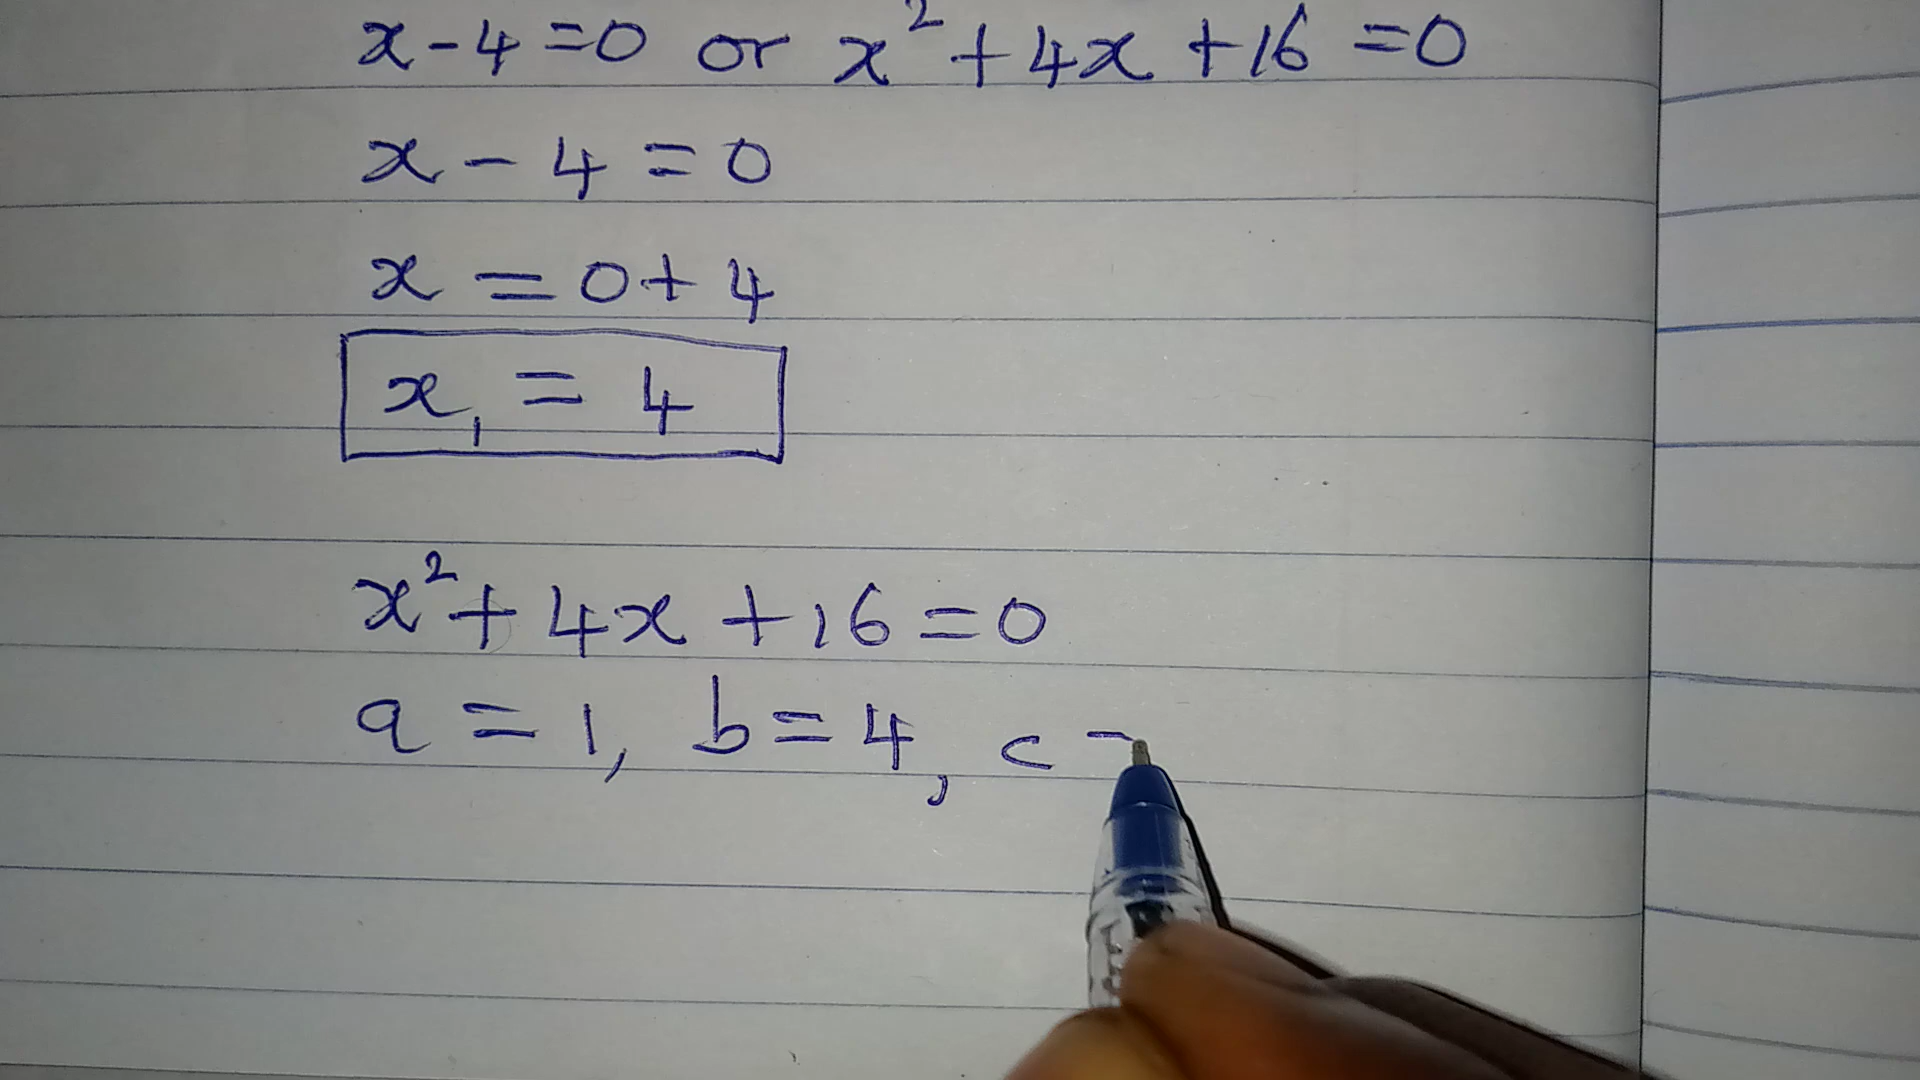 x - 4 = 0 or x² + 4x + 16 = 0
x - 4 = 0
x = 0 + 4
x₁ = 4
x² + 4x + 16 = 0
a = 1, b = 4, c -